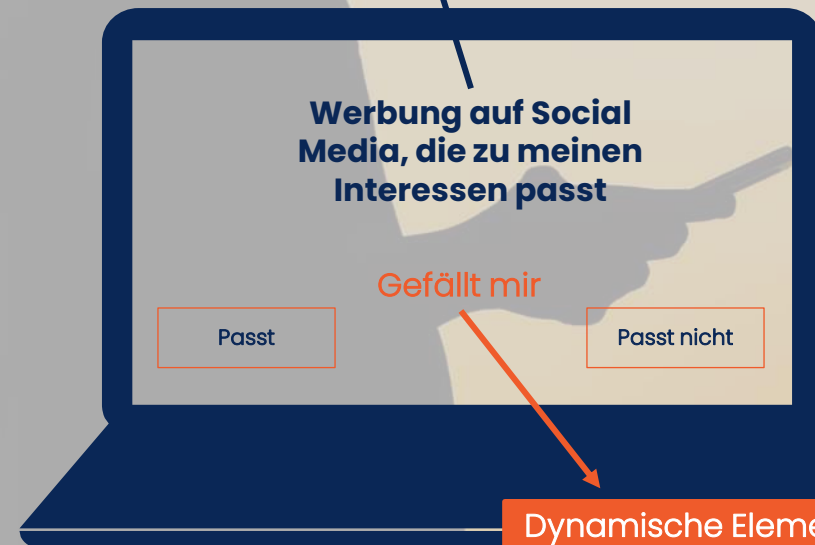 Werbung auf Social
Media, die zu meinen
Interessen passt
Gefällt mir
Passt
Passt nicht
Dynamische Eleme